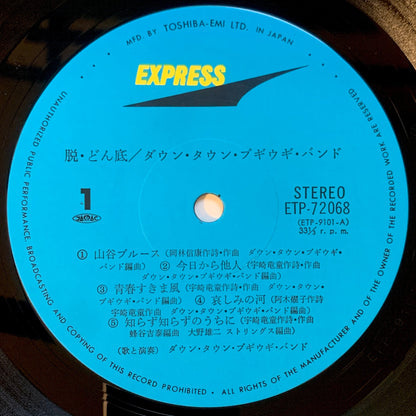 MFD. BY TOSHIBA-EMI LTD. IN JAPAN
EXPRESS
脱・どん底／ダウン・タウン・ブギウギ・バンド
1
STEREO
ETP-72068
(ETP-9101-A)
33⅓ r. p. m.
① 山谷ブルース (岡林信康作詩・作曲 ダウン・タウン・ブギウギ・
バンド編曲) ② 今日から他人 (宇崎竜童作詩・作曲
ダウン・タウン・ブギウギ・バンド編曲)
③ 青春すきま風 (宇崎竜童作詩・作曲 ダウン・タウン・
ブギウギ・バンド編曲) ④ 哀しみの河 (阿木燿子作詩
宇崎竜童作曲 ダウン・タウン・ブギウギ・バンド編曲)
⑤ 知らず知らずのうちに (宇崎竜童作詩・作曲
蜂谷吉泰編曲 大野雄二 ストリングス編曲)
(歌と演奏) ダウン・タウン・ブギウギ・バンド
UNAUTHORIZED PUBLIC PERFORMANCE, BROADCASTING AND COPYING OF THIS RECORD PROHIBITED • ALL RIGHTS OF THE MANUFACTURER AND OF THE OWNER OF THE RECORDED WORK ARE RESERVED